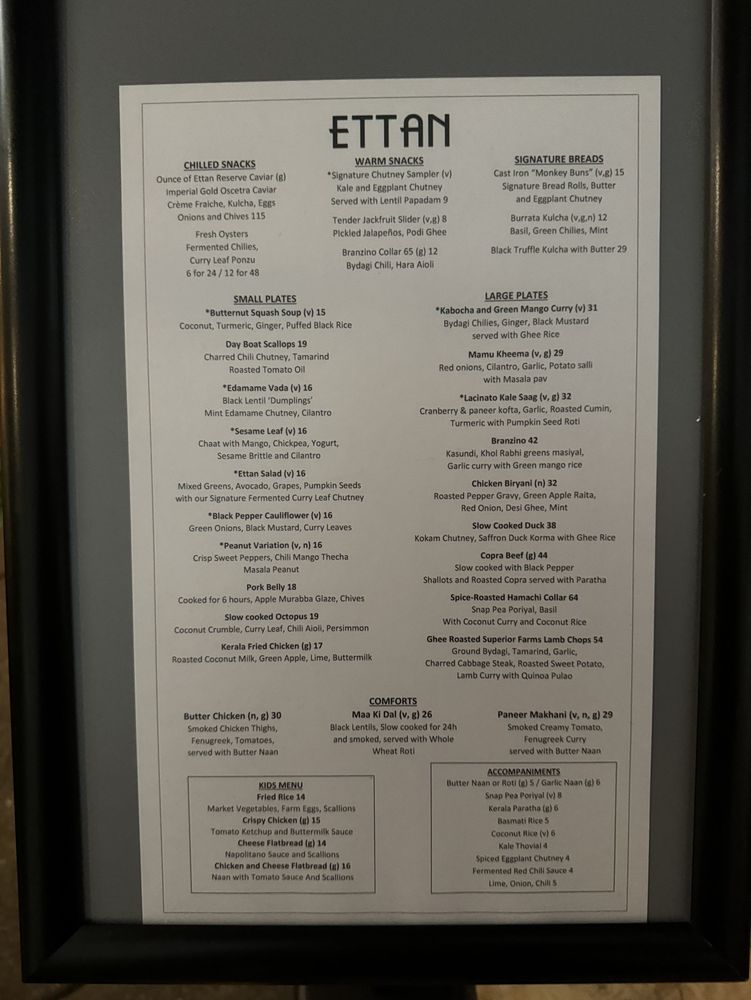 ETTAN
CHILLED SNACKS
Ounce of Ettan Reserve Caviar (g)
Imperial Gold Oscetra Caviar
Crème Fraiche, Kulcha, Eggs
Onions and Chives 115
Fresh Oysters
Fermented Chilies,
Curry Leaf Ponzu
6 for 24 / 12 for 48
WARM SNACKS
*Signature Chutney Sampler (v)
Kale and Eggplant Chutney
Served with Lentil Papadam 9
Tender Jackfruit Slider (v,g) 8
Pickled Jalapeños, Podi Ghee
Branzino Collar 65 (g) 12
Bydagi Chili, Hara Aioli
SIGNATURE BREADS
Cast Iron "Monkey Buns" (v,g) 15
Signature Bread Rolls, Butter
and Eggplant Chutney
Burrata Kulcha (v,g,n) 12
Basil, Green Chilies, Mint
Black Truffle Kulcha with Butter 29
SMALL PLATES
*Butternut Squash Soup (v) 15
Coconut, Turmeric, Ginger, Puffed Black Rice
Day Boat Scallops 19
Charred Chili Chutney, Tamarind
Roasted Tomato Oil
*Edamame Vada (v) 16
Black Lentil 'Dumplings'
Mint Edamame Chutney, Cilantro
*Sesame Leaf (v) 16
Chaat with Mango, Chickpea, Yogurt,
Sesame Brittle and Cilantro
*Ettan Salad (v) 16
Mixed Greens, Avocado, Grapes, Pumpkin Seeds
with our Signature Fermented Curry Leaf Chutney
*Black Pepper Cauliflower (v) 16
Green Onions, Black Mustard, Curry Leaves
*Peanut Variation (v, n) 16
Crisp Sweet Peppers, Chili Mango Thecha
Masala Peanut
Pork Belly 18
Cooked for 6 hours, Apple Murabba Glaze, Chives
Slow cooked Octopus 19
Coconut Crumble, Curry Leaf, Chili Aioli, Persimmon
Kerala Fried Chicken (g) 17
Roasted Coconut Milk, Green Apple, Lime, Buttermilk
LARGE PLATES
*Kabocha and Green Mango Curry (v) 31
Bydagi Chilies, Ginger, Black Mustard
served with Ghee Rice
Mamu Kheema (v, g) 29
Red onions, Cilantro, Garlic, Potato salli
with Masala pav
*Lacinato Kale Saag (v, g) 32
Cranberry & paneer kofta, Garlic, Roasted Cumin,
Turmeric with Pumpkin Seed Roti
Branzino 42
Kasundi, Khol Rabhi greens masiyal,
Garlic curry with Green mango rice
Chicken Biryani (n) 32
Roasted Pepper Gravy, Green Apple Raita,
Red Onion, Desi Ghee, Mint
Slow Cooked Duck 38
Kokam Chutney, Saffron Duck Korma with Ghee Rice
Copra Beef (g) 44
Slow cooked with Black Pepper
Shallots and Roasted Copra served with Paratha
Spice-Roasted Hamachi Collar 64
Snap Pea Poriyal, Basil
With Coconut Curry and Coconut Rice
Ghee Roasted Superior Farms Lamb Chops 54
Ground Bydagi, Tamarind, Garlic,
Charred Cabbage Steak, Roasted Sweet Potato,
Lamb Curry with Quinoa Pulao
COMFORTS
Butter Chicken (n, g) 30
Smoked Chicken Thighs,
Fenugreek, Tomatoes,
served with Butter Naan
Maa Ki Dal (v, g) 26
Black Lentils, Slow cooked for 24h
and smoked, served with Whole
Wheat Roti
Paneer Makhani (v, n, g) 29
Smoked Creamy Tomato,
Fenugreek Curry
served with Butter Naan
KIDS MENU
Fried Rice 14
Market Vegetables, Farm Eggs, Scallions
Crispy Chicken (g) 15
Tomato Ketchup and Buttermilk Sauce
Cheese Flatbread (g) 14
Napolitano Sauce and Scallions
Chicken and Cheese Flatbread (g) 16
Naan with Tomato Sauce And Scallions
ACCOMPANIMENTS
Butter Naan or Roti (g) 5 / Garlic Naan (g) 6
Snap Pea Poriyal (v) 8
Kerala Paratha (g) 6
Basmati Rice 5
Coconut Rice (v) 6
Kale Thovial 4
Spiced Eggplant Chutney 4
Fermented Red Chili Sauce 4
Lime, Onion, Chili 5